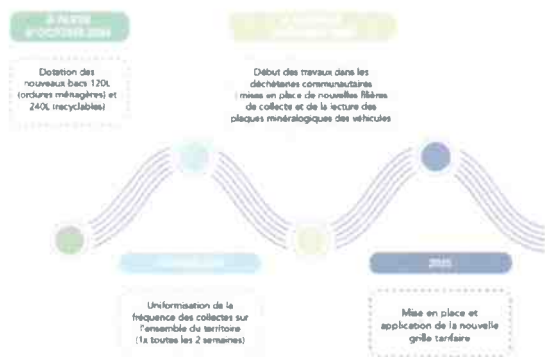 À PARTIR
D'OCTOBRE 2024
Dotation des
nouveaux bacs 120L
(ordures ménagères) et
240L (recyclables)
Début des travaux dans les
déchèteries communautaires
(mises en place de nouvelles filières
de collecte et de la lecture des
plaques minéralogiques des véhicules
Uniformisation de la
fréquence des collectes sur
l'ensemble du territoire
(1x toutes les 2 semaines)
Mise en place et
application de la nouvelle
grille tarifaire